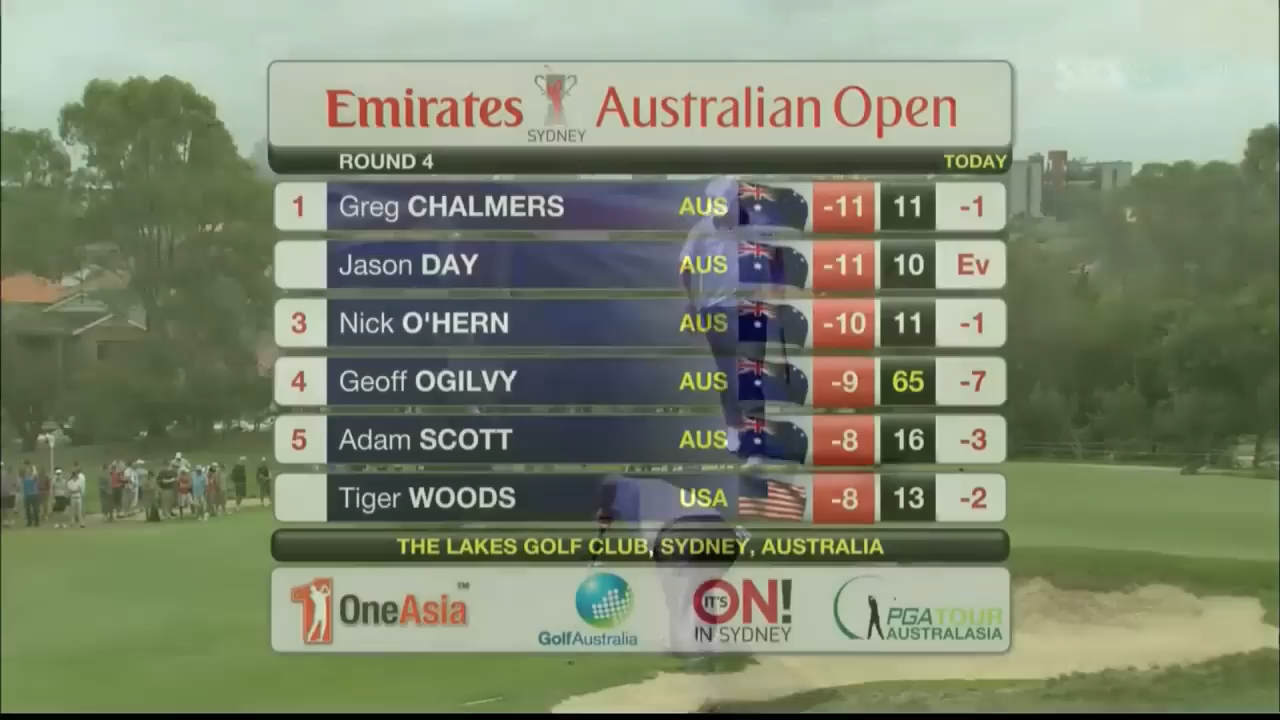 Emirates SYDNEY Australian Open
ROUND 4 TODAY
1 Greg CHALMERS AUS -11 11 -1
Jason DAY AUS -11 10 Ev
3 Nick O'HERN AUS -10 11 -1
4 Geoff OGILVY AUS -9 65 -7
5 Adam SCOTT AUS -8 16 -3
Tiger WOODS USA -8 13 -2
THE LAKES GOLF CLUB, SYDNEY, AUSTRALIA
1 OneAsia™
GolfAustralia
IT'S ON!
IN SYDNEY
PGA TOUR
AUSTRALASIA